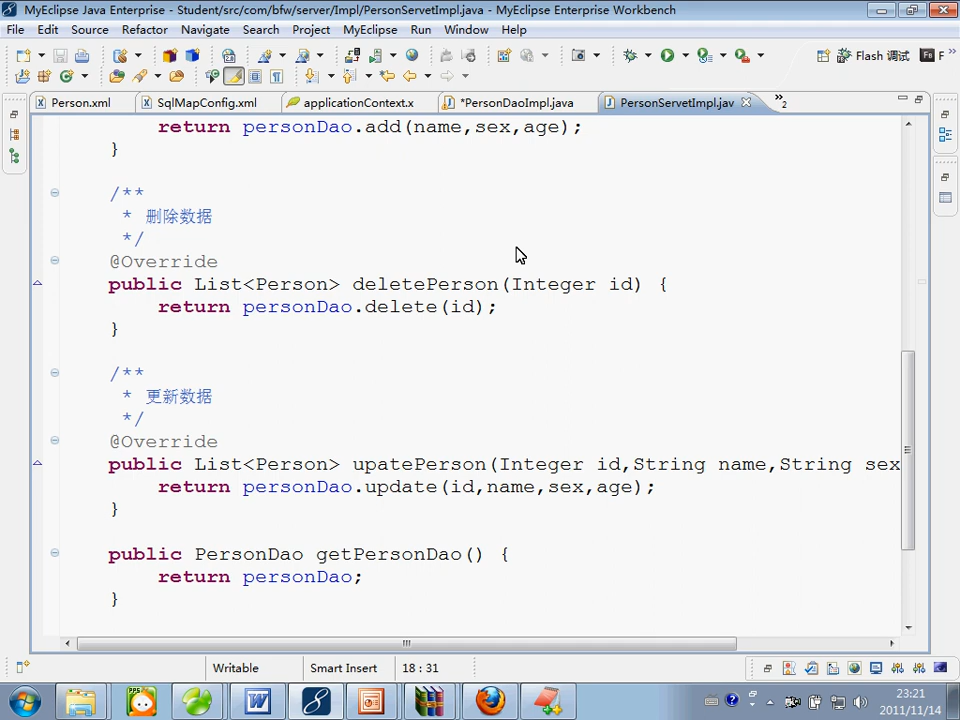 MyEclipse Java Enterprise - Student/src/com/bfw/server/Impl/PersonServetImpl.java - MyEclipse Enterprise Workbench
File Edit Source Refactor Navigate Search Project MyEclipse Run Window Help
Flash 调试
F
Person.xml SqlMapConfig.xml applicationContext.x *PersonDaoImpl.java PersonServetImpl.jav »2
return personDao.add(name,sex,age);
}
/**
* 删除数据
*/
@Override
public List<Person> deletePerson(Integer id) {
return personDao.delete(id);
}
/**
* 更新数据
*/
@Override
public List<Person> upatePerson(Integer id,String name,String sex
return personDao.update(id,name,sex,age);
}
public PersonDao getPersonDao() {
return personDao;
}
Writable Smart Insert 18 : 31
23:21
2011/11/14